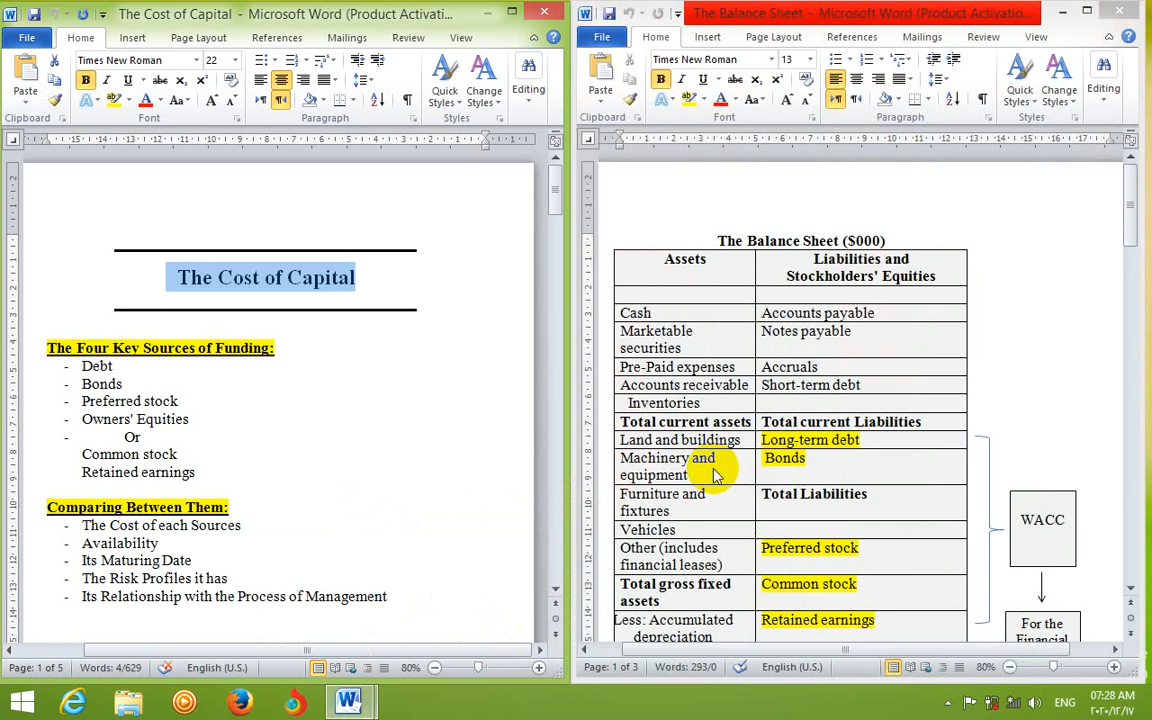 The Cost of Capital - Microsoft Word (Product Activati...
File Home Insert Page Layout References Mailings Review View
Times New Roman 22
Paste
Quick Styles
Change Styles
Editing
Clipboard Font Paragraph Styles
The Cost of Capital
The Four Key Sources of Funding:
- Debt
- Bonds
- Preferred stock
- Owners' Equities
- Or
Common stock
Retained earnings
Comparing Between Them:
- The Cost of each Sources
- Availability
- Its Maturing Date
- The Risk Profiles it has
- Its Relationship with the Process of Management
Page: 1 of 5 Words: 4/629 English (U.S.) 80%
The Balance Sheet - Microsoft Word (Product Activatio...
File Home Insert Page Layout References Mailings Review View
Times New Roman 13
Paste
Quick Styles
Change Styles
Editing
Clipboard Font Paragraph Styles
The Balance Sheet ($000)
Assets Liabilities and
Stockholders' Equities
Cash Accounts payable
Marketable Notes payable
securities
Pre-Paid expenses Accruals
Accounts receivable Short-term debt
Inventories
Total current assets Total current Liabilities
Land and buildings Long-term debt
Machinery and Bonds
equipment
Furniture and Total Liabilities
fixtures
Vehicles
Other (includes Preferred stock
financial leases)
Total gross fixed Common stock
assets
Less: Accumulated Retained earnings
depreciation
WACC
For the
Financial
Page: 1 of 3 Words: 293/0 English (U.S.) 80%
ENG 07:28 AM
٢٠٢٠/١٢/١٧